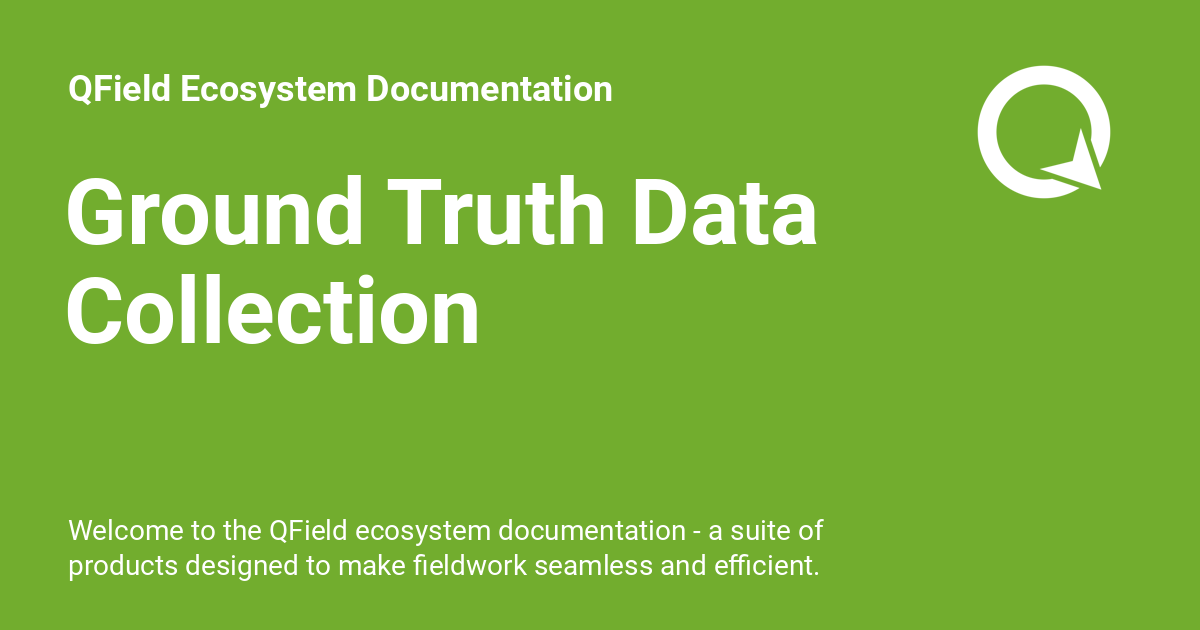 QField Ecosystem Documentation
Ground Truth Data
Collection
Welcome to the QField ecosystem documentation - a suite of
products designed to make fieldwork seamless and efficient.